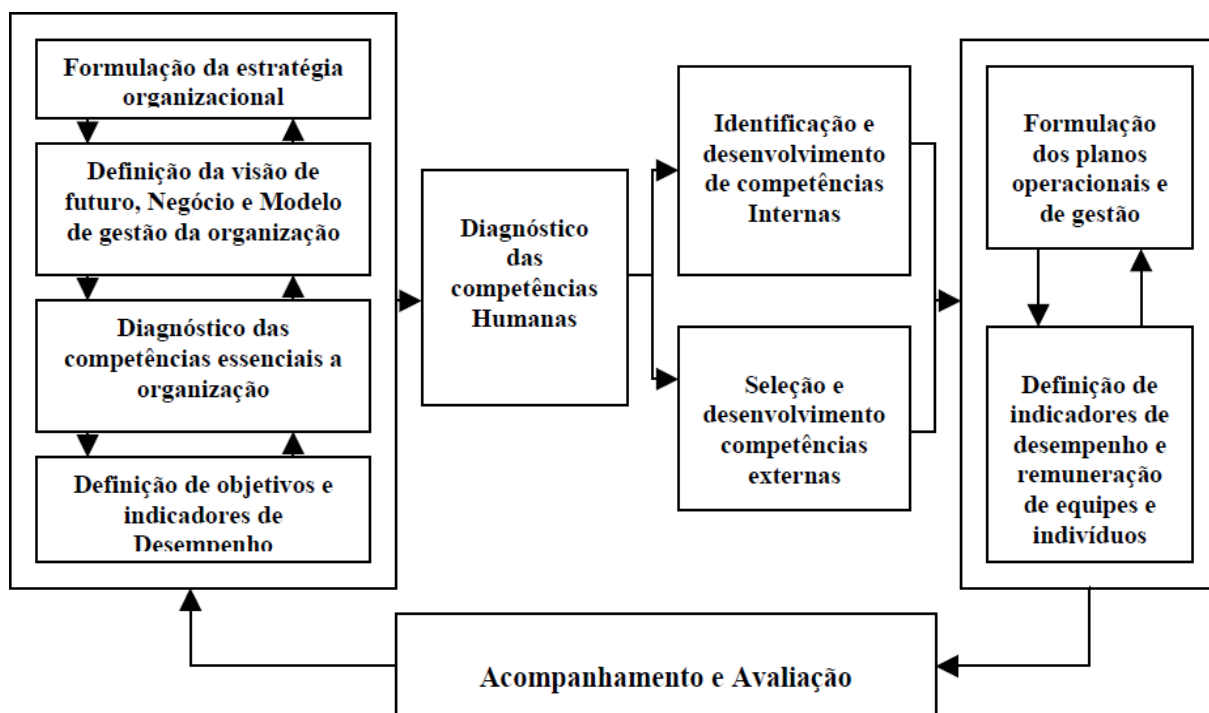 Formulação da estratégia
organizacional
Definição da visão de
futuro, Negócio e Modelo
de gestão da organização
Diagnóstico das
competências essenciais a
organização
Definição de objetivos e
indicadores de
Desempenho
Diagnóstico
das
competências
Humanas
Identificação e
desenvolvimento
de competências
Internas
Seleção e
desenvolvimento
competências
externas
Formulação
dos planos
operacionais e
de gestão
Definição de
indicadores de
desempenho e
remuneração
de equipes e
indivíduos
Acompanhamento e Avaliação